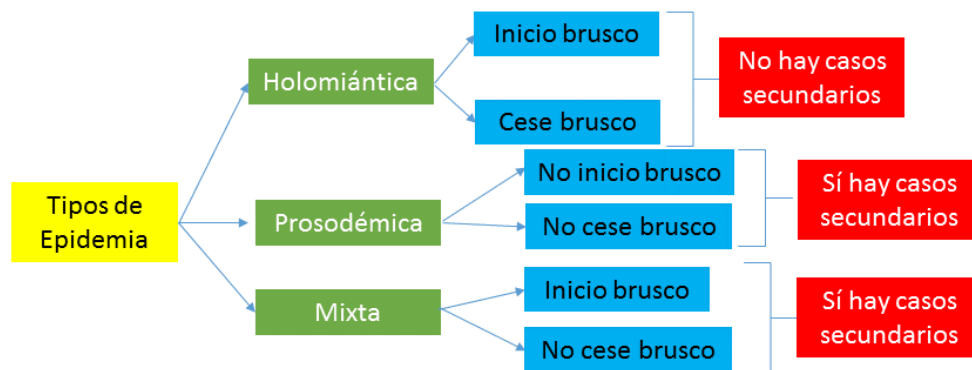 Tipos de
Epidemia
Holomiántica
Inicio brusco
Cese brusco
No hay casos
secundarios
Prosodémica
No inicio brusco
No cese brusco
Sí hay casos
secundarios
Mixta
Inicio brusco
No cese brusco
Sí hay casos
secundarios